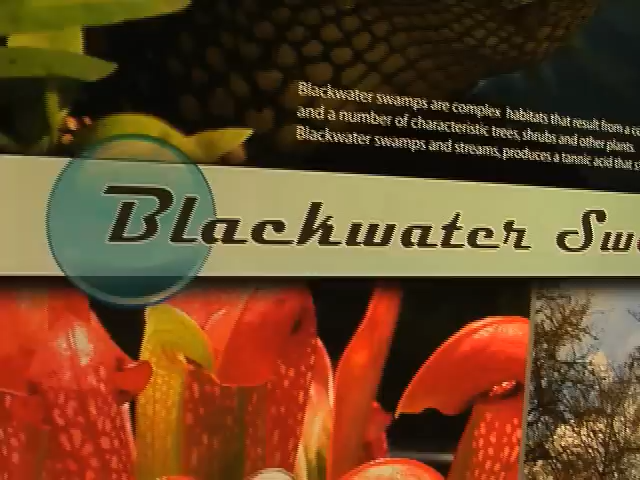 Blackwater swamps are complex habitats that result from a
and a number of characteristic trees, shrubs and other plants.
Blackwater swamps and streams, produces a tannic acid that
Blackwater